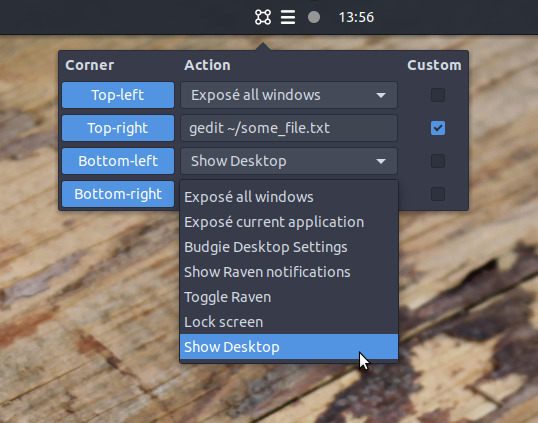 13:56
Corner Action Custom
Top-left Exposé all windows
Top-right gedit ~/some_file.txt
Bottom-left Show Desktop
Bottom-right
Exposé all windows
Exposé current application
Budgie Desktop Settings
Show Raven notifications
Toggle Raven
Lock screen
Show Desktop